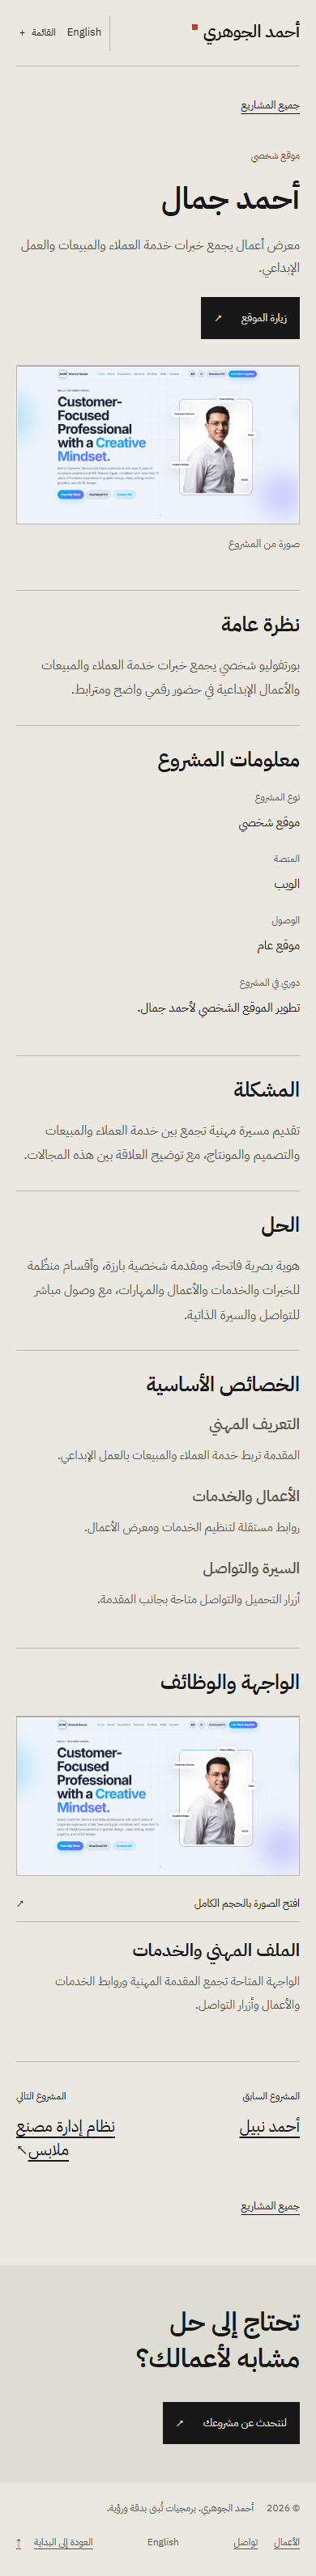 أحمد الجوهري
English
القائمة +
جميع المشاريع
موقع شخصي
أحمد جمال
معرض أعمال يجمع خبرات خدمة العملاء والمبيعات والعمل
الإبداعي.
زيارة الموقع ↗
Customer-
Focused
Professional
with a Creative
Mindset.
صورة من المشروع
نظرة عامة
بورتفوليو شخصي يجمع خبرات خدمة العملاء والمبيعات
والأعمال الإبداعية في حضور رقمي واضح ومترابط.
معلومات المشروع
نوع المشروع
موقع شخصي
المنصة
الويب
الوصول
موقع عام
دوري في المشروع
تطوير الموقع الشخصي لأحمد جمال.
المشكلة
تقديم مسيرة مهنية تجمع بين خدمة العملاء والمبيعات
والتصميم والمونتاج، مع توضيح العلاقة بين هذه المجالات.
الحل
هوية بصرية فاتحة، ومقدمة شخصية بارزة، وأقسام منظّمة
للخبرات والخدمات والأعمال والمهارات، مع وصول مباشر
للتواصل والسيرة الذاتية.
الخصائص الأساسية
التعريف المهني
المقدمة تربط خدمة العملاء والمبيعات بالعمل الإبداعي.
الأعمال والخدمات
روابط مستقلة لتنظيم الخدمات ومعرض الأعمال.
السيرة والتواصل
أزرار التحميل والتواصل متاحة بجانب المقدمة.
الواجهة والوظائف
Customer-
Focused
Professional
with a Creative
Mindset.
افتح الصورة بالحجم الكامل ↗
الملف المهني والخدمات
الواجهة المتاحة تجمع المقدمة المهنية وروابط الخدمات
والأعمال وأزرار التواصل.
المشروع السابق
أحمد نبيل
المشروع التالي
نظام إدارة مصنع
ملابس↖
جميع المشاريع
تحتاج إلى حل
مشابه لأعمالك؟
لنتحدث عن مشروعك ↗
© 2026 أحمد الجوهري. برمجيات تُبنى بدقة ورؤية.
الأعمال
تواصل
English
العودة إلى البداية ↑